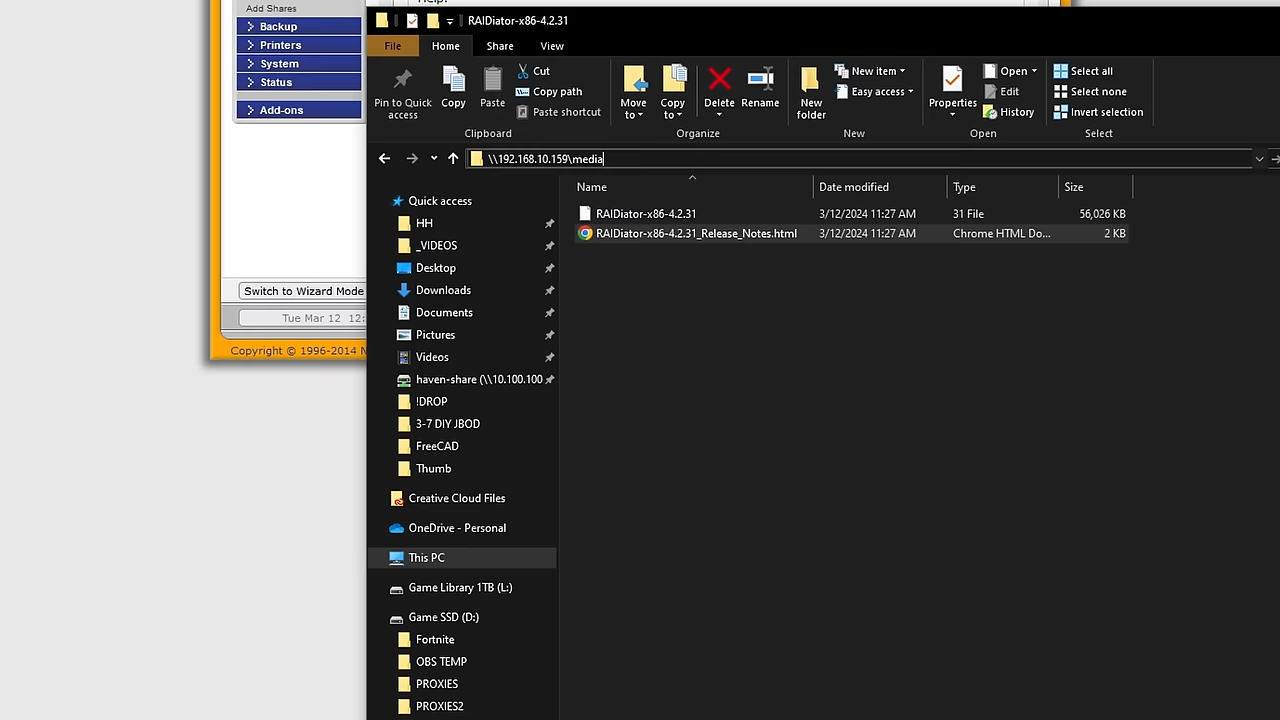 Help!
Add Shares
Backup
Printers
System
Status
Add-ons
Switch to Wizard Mode
Tue Mar 12 12:
Copyright © 1996-2014 N
RAIDiator-x86-4.2.31
File
Home
Share
View
Pin to Quick
access
Copy
Paste
Cut
Copy path
Paste shortcut
Clipboard
Move
to
Copy
to
Delete
Rename
Organize
New
folder
New item
Easy access
New
Properties
Open
Edit
History
Open
Select all
Select none
Invert selection
Select
\\192.168.10.159\media
Name
Date modified
Type
Size
RAIDiator-x86-4.2.31
3/12/2024 11:27 AM
31 File
56,026 KB
RAIDiator-x86-4.2.31_Release_Notes.html
3/12/2024 11:27 AM
Chrome HTML Do...
2 KB
Quick access
HH
_VIDEOS
Desktop
Downloads
Documents
Pictures
Videos
haven-share (\\10.100.100
!DROP
3-7 DIY JBOD
FreeCAD
Thumb
Creative Cloud Files
OneDrive - Personal
This PC
Game Library 1TB (L:)
Game SSD (D:)
Fortnite
OBS TEMP
PROXIES
PROXIES2